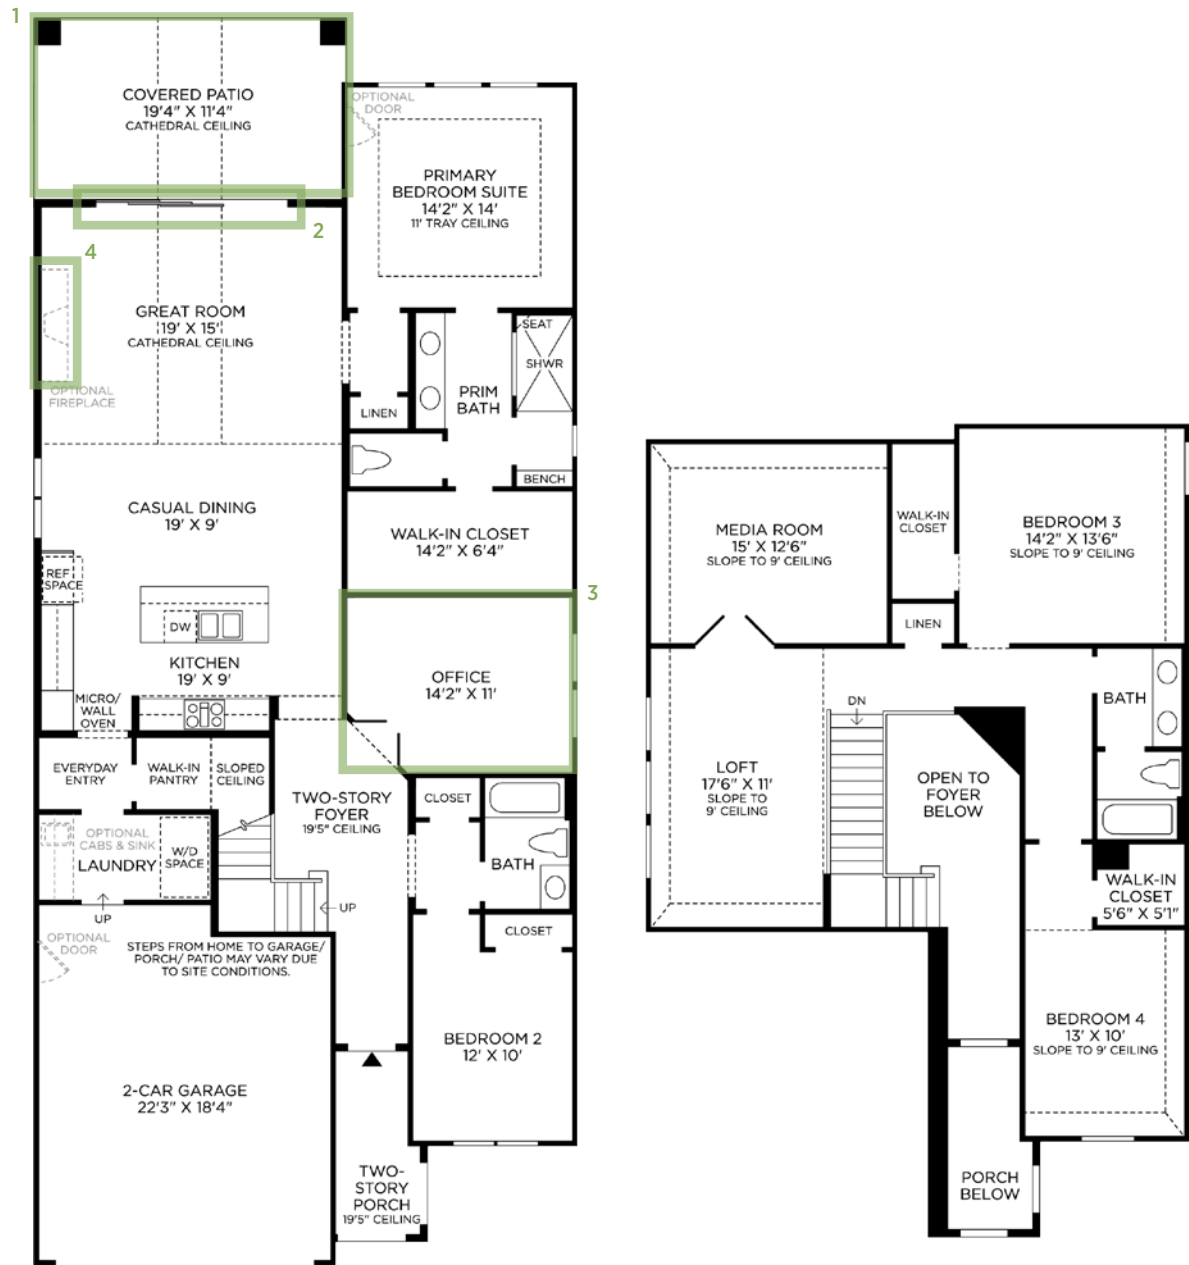 1
COVERED PATIO
19'4" X 11'4"
CATHEDRAL CEILING
2
OPTIONAL
DOOR
PRIMARY
BEDROOM SUITE
14'2" X 14'
11' TRAY CEILING
4
GREAT ROOM
19' X 15'
CATHEDRAL CEILING
OPTIONAL
FIREPLACE
SEAT
SHWR
PRIM
BATH
LINEN
BENCH
CASUAL DINING
19' X 9'
WALK-IN CLOSET
14'2" X 6'4"
REF
SPACE
DW
KITCHEN
19' X 9'
MICRO/
WALL
OVEN
3
OFFICE
14'2" X 11'
EVERYDAY
ENTRY
WALK-IN
PANTRY
SLOPED
CEILING
TWO-STORY
FOYER
19'5" CEILING
CLOSET
BATH
OPTIONAL
CABS & SINK
LAUNDRY
W/D
SPACE
UP
UP
CLOSET
OPTIONAL
DOOR
STEPS FROM HOME TO GARAGE/
PORCH/ PATIO MAY VARY DUE
TO SITE CONDITIONS.
BEDROOM 2
12' X 10'
2-CAR GARAGE
22'3" X 18'4"
TWO-
STORY
PORCH
19'5" CEILING
MEDIA ROOM
15' X 12'6"
SLOPE TO 9' CEILING
WALK-IN
CLOSET
BEDROOM 3
14'2" X 13'6"
SLOPE TO 9' CEILING
LINEN
DN
BATH
LOFT
17'6" X 11'
SLOPE TO
9' CEILING
OPEN TO
FOYER
BELOW
WALK-IN
CLOSET
5'6" X 5'1"
BEDROOM 4
13' X 10'
SLOPE TO 9' CEILING
PORCH
BELOW